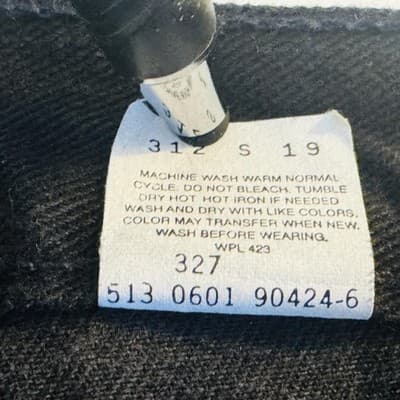 312 S 19
MACHINE WASH WARM NORMAL
CYCLE. DO NOT BLEACH. TUMBLE
DRY HOT. HOT IRON IF NEEDED
WASH AND DRY WITH LIKE COLORS.
COLOR MAY TRANSFER WHEN NEW.
WASH BEFORE WEARING.
WPL 423
327
513 0601 90424-6